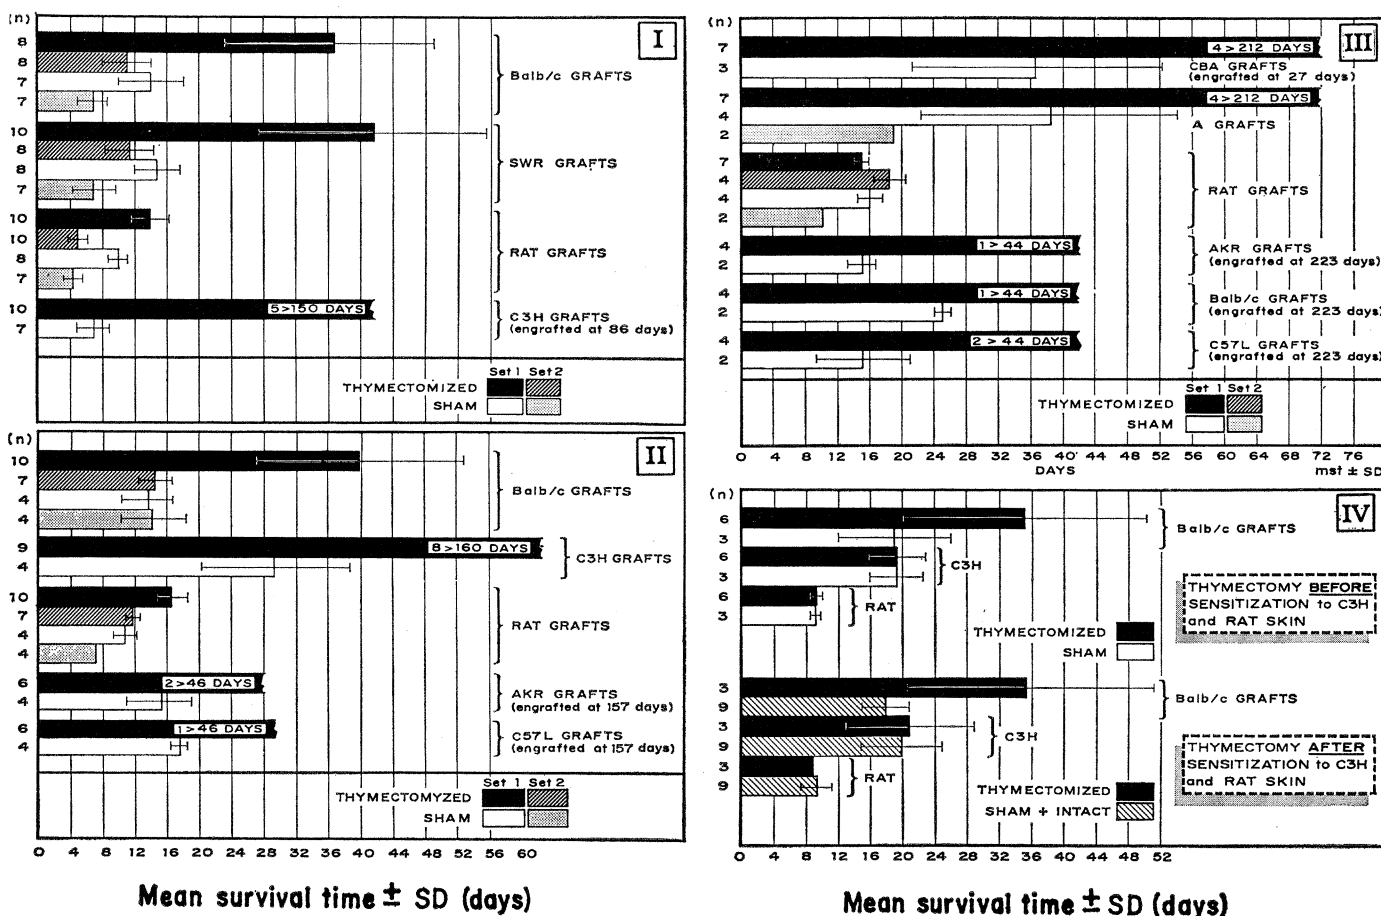 (n)
I
8
8
7
7
Balb/c GRAFTS
10
8
8
7
SWR GRAFTS
10
10
8
7
RAT GRAFTS
10
7
5>150 DAYS
C3H GRAFTS
(engrafted at 86 days)
Set 1 Set 2
THYMECTOMIZED
SHAM
(n)
II
10
7
4
4
Balb/c GRAFTS
9
4
8>160 DAYS
C3H GRAFTS
10
7
4
4
RAT GRAFTS
6
4
2>46 DAYS
AKR GRAFTS
(engrafted at 157 days)
6
4
1>46 DAYS
C57L GRAFTS
(engrafted at 157 days)
Set 1 Set 2
THYMECTOMYZED
SHAM
0 4 8 12 16 20 24 28 32 36 40 44 48 52 56 60
Mean survival time ± SD (days)
(n)
III
7
3
4>212 DAYS
CBA GRAFTS
(engrafted at 27 days)
7
4
2
4>212 DAYS
A GRAFTS
7
4
4
2
RAT GRAFTS
4
2
1>44 DAYS
AKR GRAFTS
(engrafted at 223 days)
4
2
1>44 DAYS
Balb/c GRAFTS
(engrafted at 223 days)
4
2
2>44 DAYS
C57L GRAFTS
(engrafted at 223 days)
Set 1 Set 2
THYMECTOMIZED
SHAM
0 4 8 12 16 20 24 28 32 36 40 44 48 52 56 60 64 68 72 76 80
DAYS
mst ± SD
(n)
IV
6
3
Balb/c GRAFTS
6
3
C3H
6
3
RAT
THYMECTOMY BEFORE
SENSITIZATION to C3H
and RAT SKIN
THYMECTOMIZED
SHAM
3
9
Balb/c GRAFTS
3
9
C3H
3
9
RAT
THYMECTOMY AFTER
SENSITIZATION to C3H
and RAT SKIN
THYMECTOMIZED
SHAM + INTACT
0 4 8 12 16 20 24 28 32 36 40 44 48 52
Mean survival time ± SD (days)